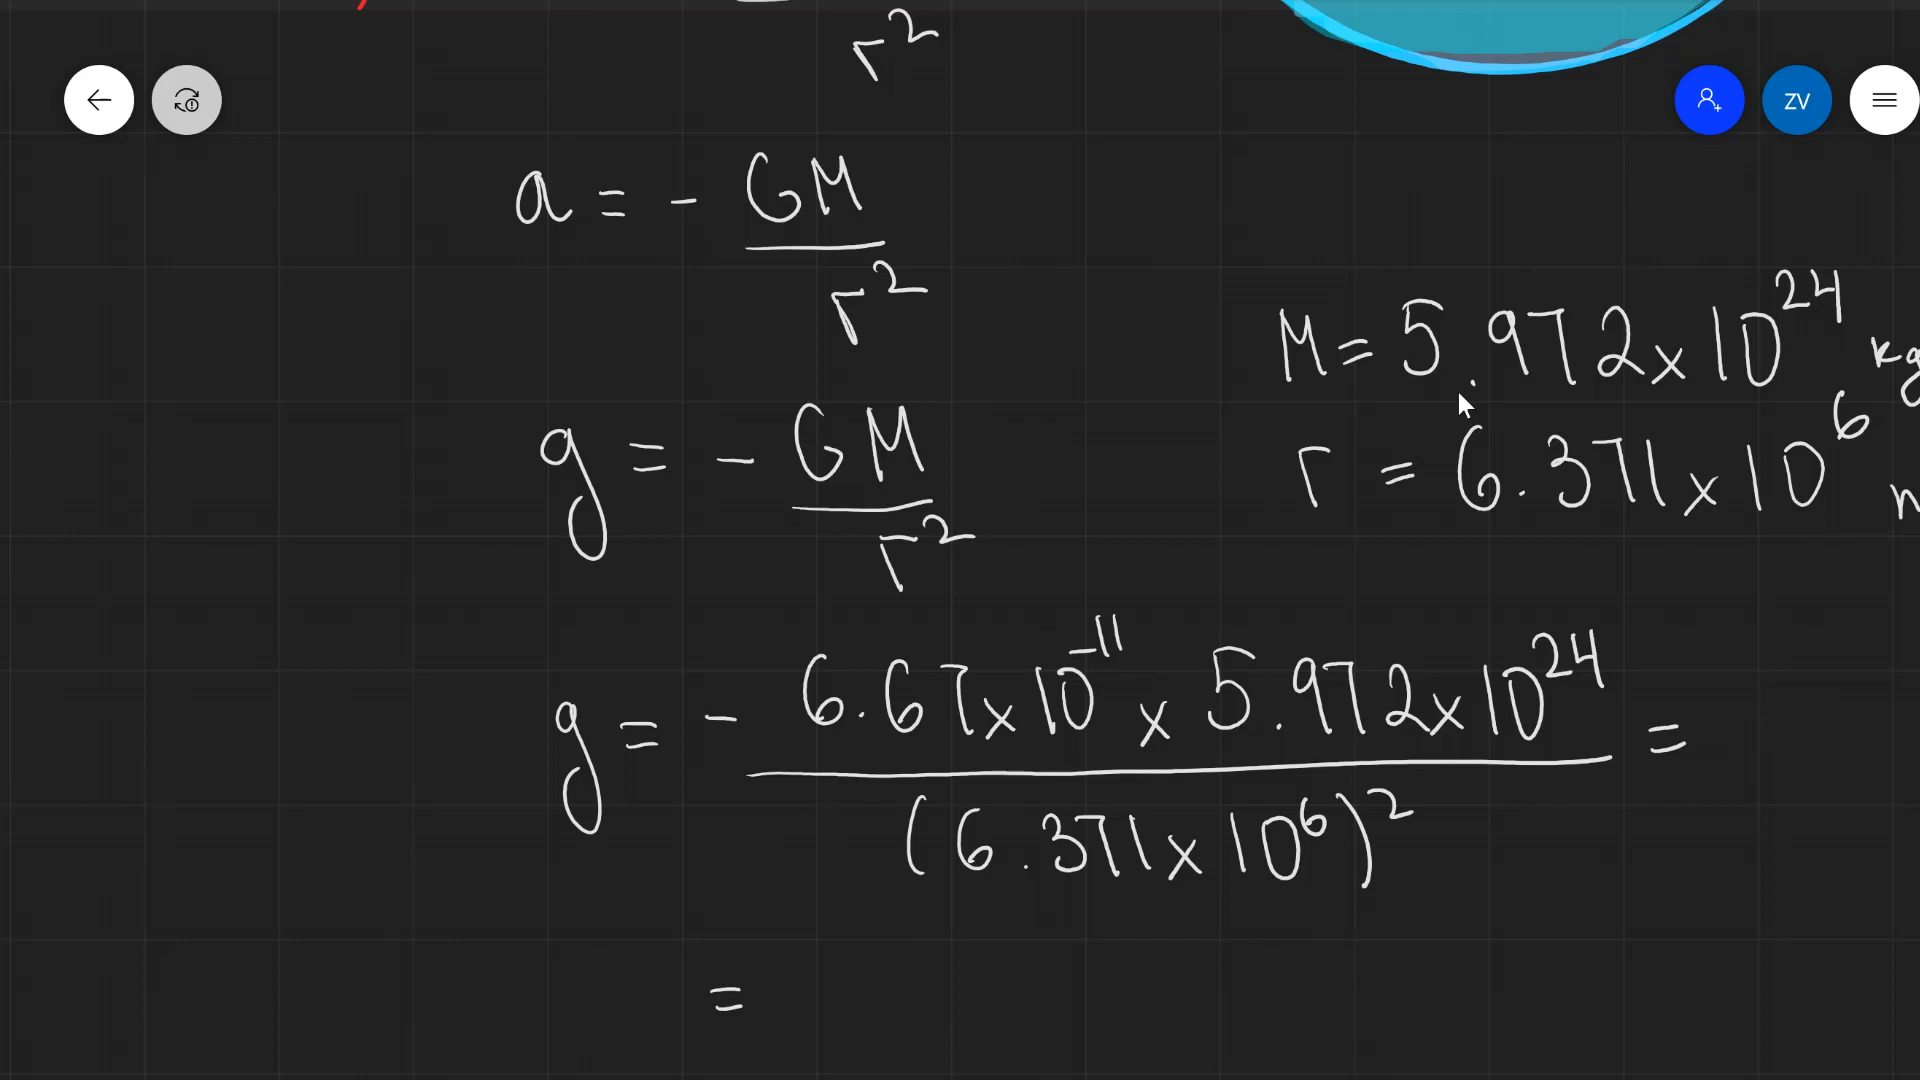 r²
ZV
a = - GM / r²
M = 5.972 x 10²⁴ kg
g = - GM / r²
r = 6.371 x 10⁶
g = - 6.67 x 10⁻¹¹ x 5.972 x 10²⁴ / (6.371 x 10⁶)² =
=